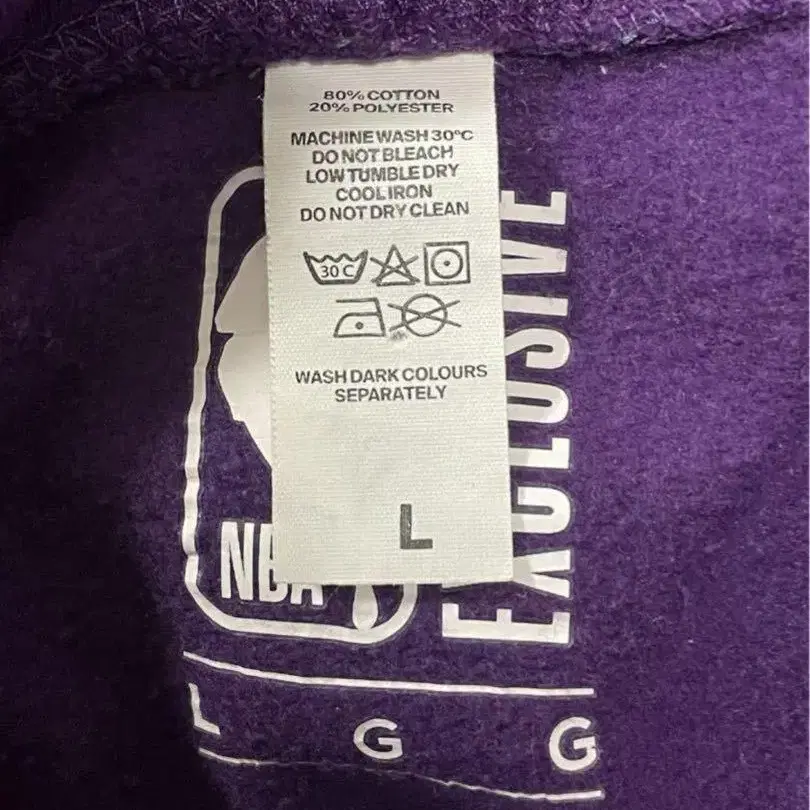 80% COTTON
20% POLYESTER
MACHINE WASH 30°C
DO NOT BLEACH
LOW TUMBLE DRY
COOL IRON
DO NOT DRY CLEAN
30 C
WASH DARK COLOURS
SEPARATELY
L
NBA
EXCLUSIVE
L G G